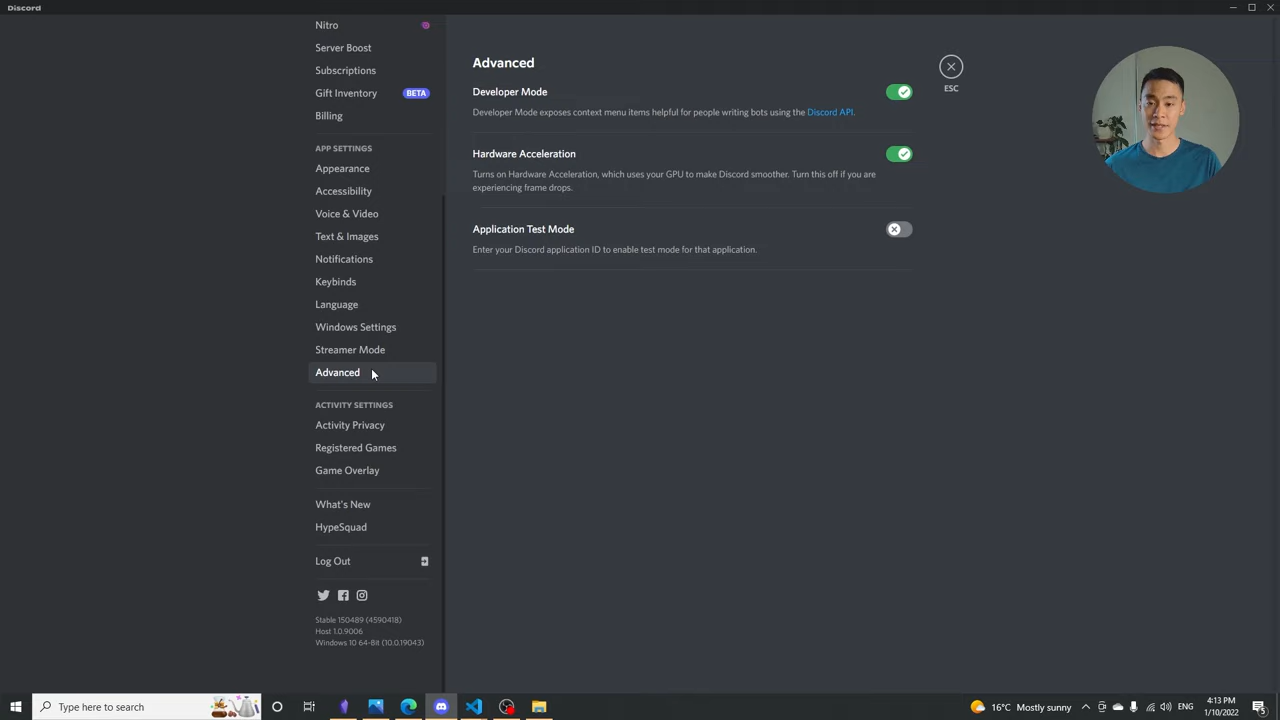 Discord
Nitro
Server Boost
Subscriptions
Gift Inventory BETA
Billing
APP SETTINGS
Appearance
Accessibility
Voice & Video
Text & Images
Notifications
Keybinds
Language
Windows Settings
Streamer Mode
Advanced
ACTIVITY SETTINGS
Activity Privacy
Registered Games
Game Overlay
What's New
HypeSquad
Log Out
Stable 150489 (4590418)
Host 1.0.9006
Windows 10 64-Bit (10.0.19043)
Advanced
Developer Mode
Developer Mode exposes context menu items helpful for people writing bots using the Discord API.
Hardware Acceleration
Turns on Hardware Acceleration, which uses your GPU to make Discord smoother. Turn this off if you are
experiencing frame drops.
Application Test Mode
Enter your Discord application ID to enable test mode for that application.
ESC
Type here to search
16°C Mostly sunny
ENG
4:13 PM
1/10/2022